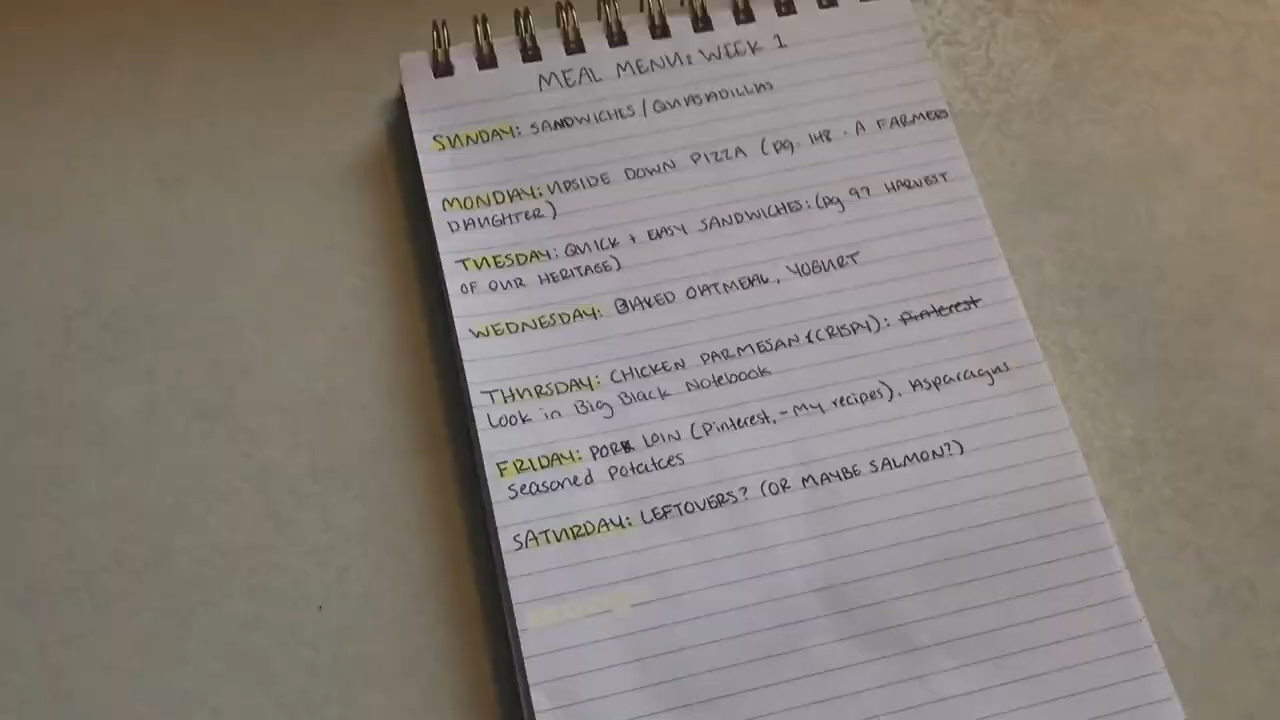 MEAL MENU: WEEK 1
SUNDAY: SANDWICHES / QUASADILLAS
MONDAY: UPSIDE DOWN PIZZA (pg. 148 . A FARMERS
DAUGHTER)
TUESDAY: QUICK + EASY SANDWICHES: (pg 97 HARVEST
OF OUR HERITAGE)
WEDNESDAY: BAKED OATMEAL, YOGURT
THURSDAY: CHICKEN PARMESAN (CRISPY): Pinterest
Look in Big Black Notebook
FRIDAY: PORK LOIN (Pinterest, - My recipes), Asparagus
seasoned potatoes
SATURDAY: LEFTOVERS? (OR MAYBE SALMON?)